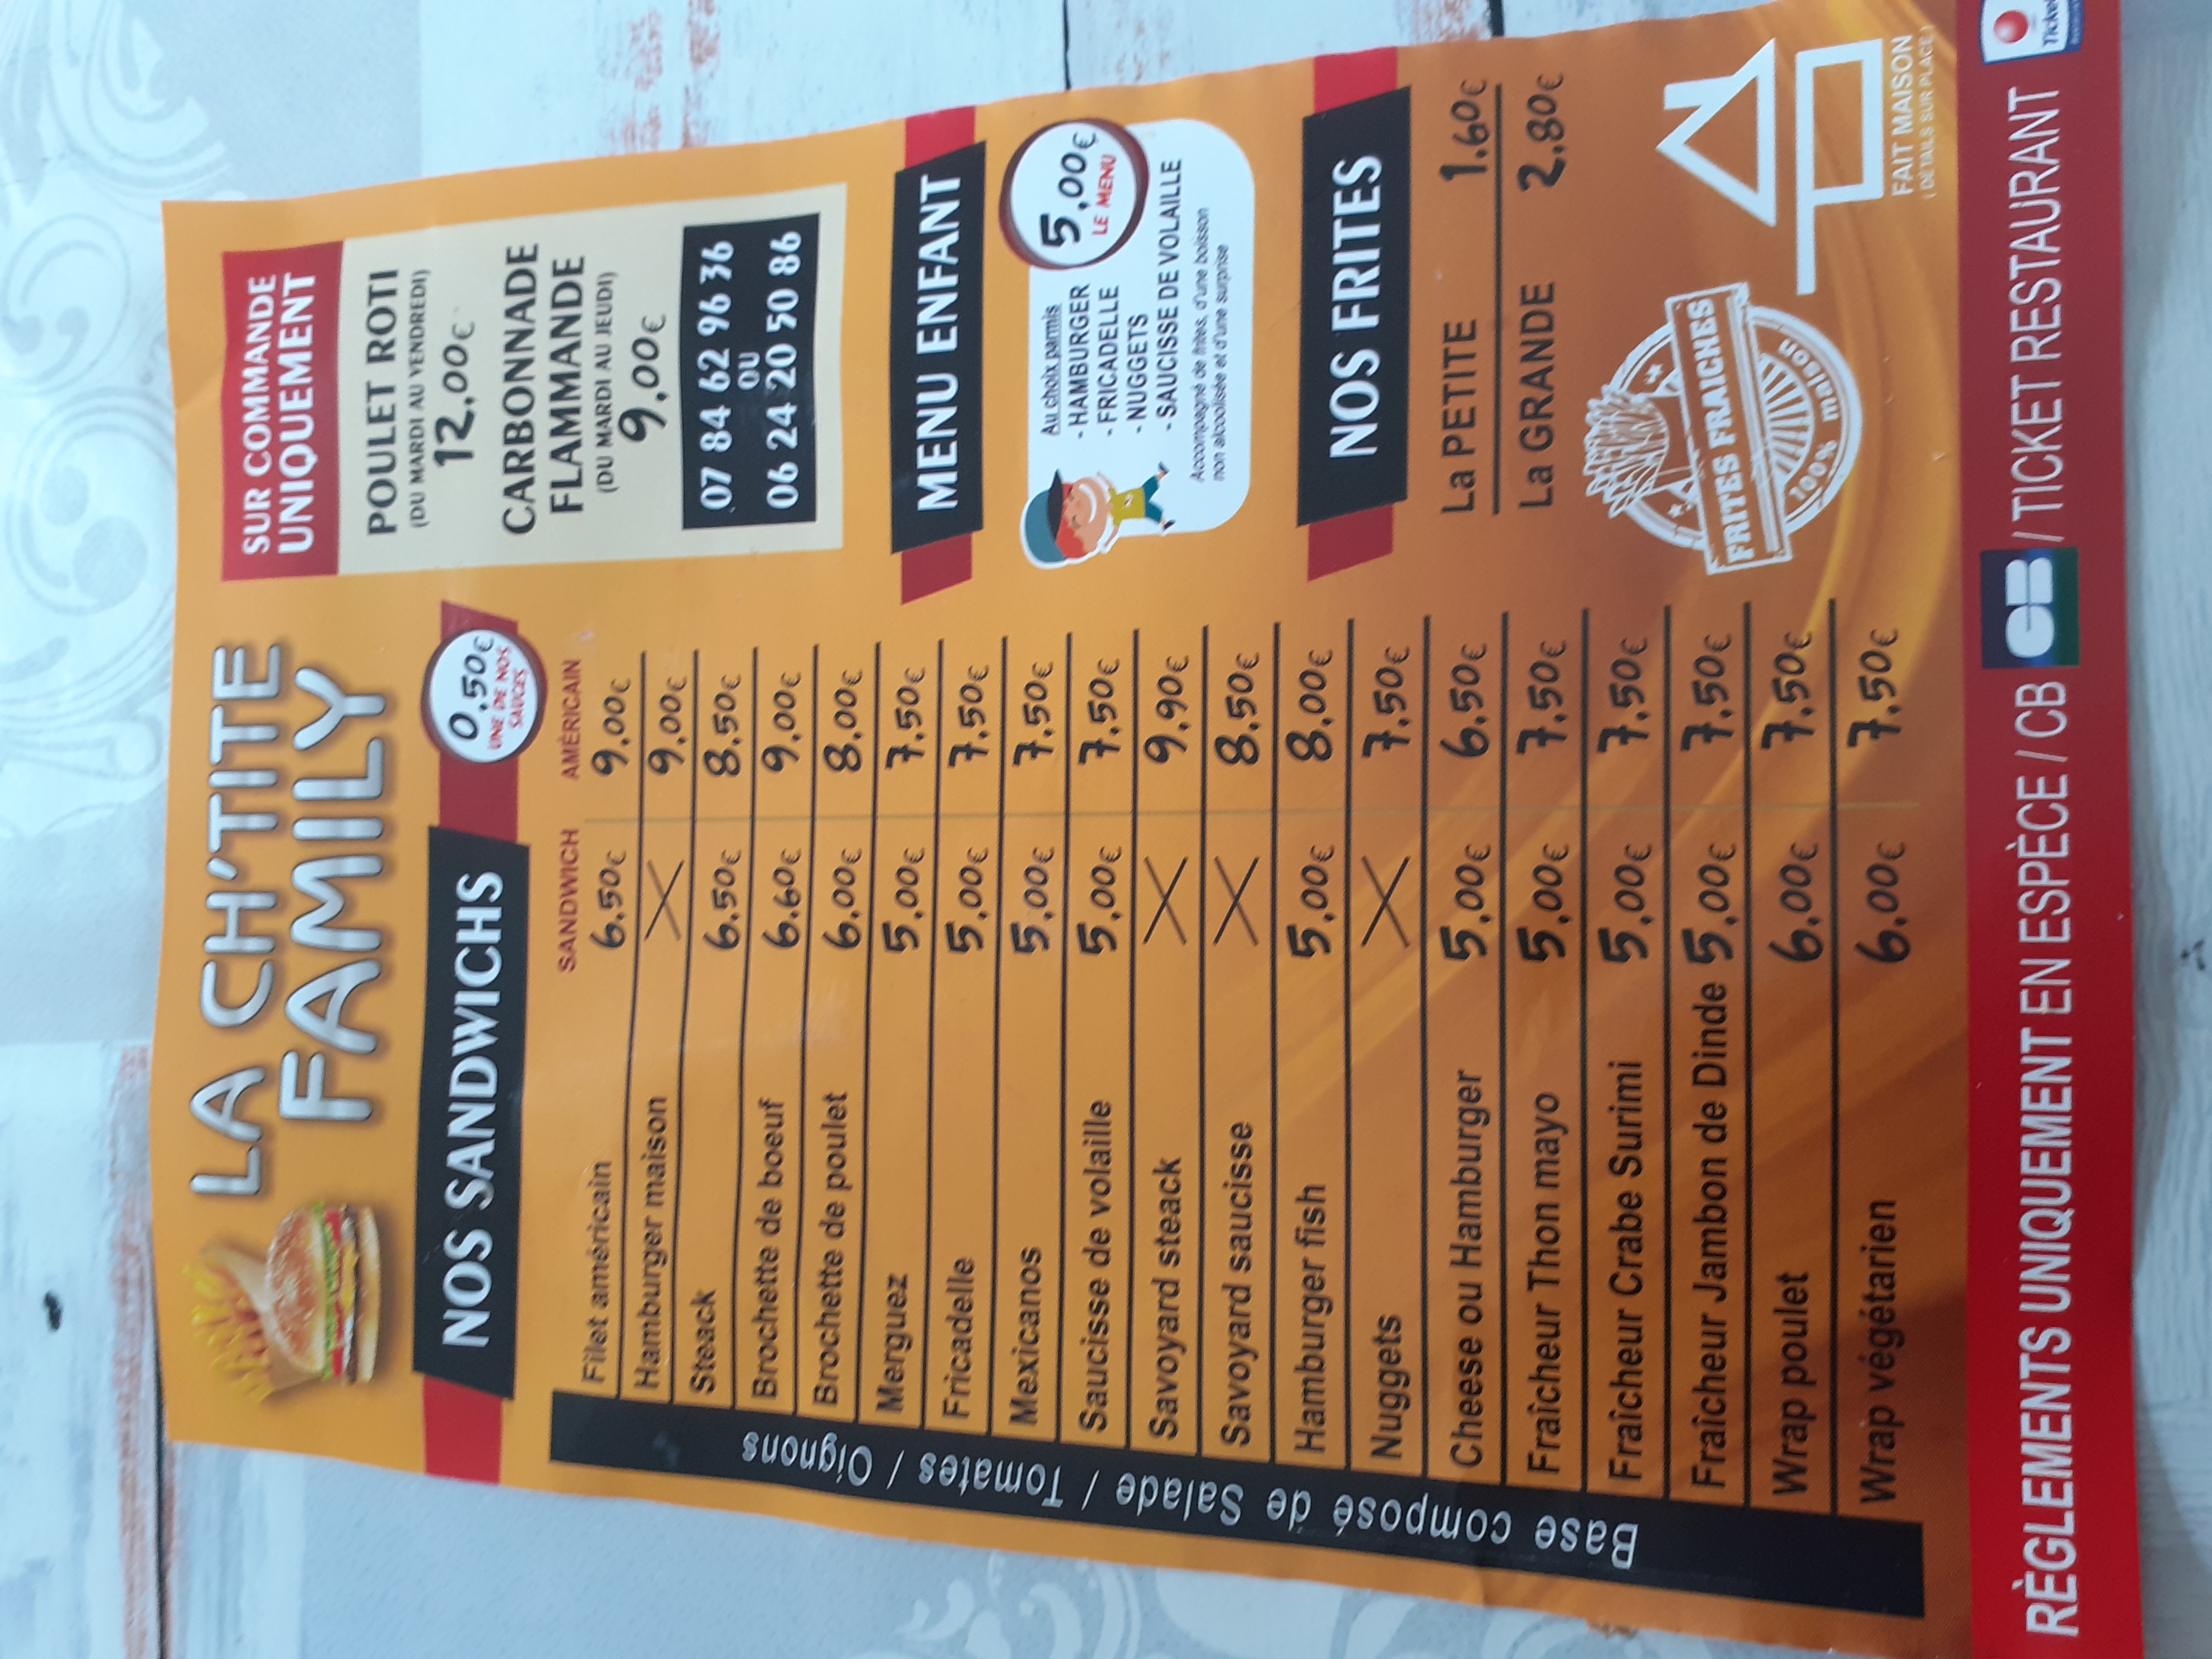 LA CH'TITE
FAMILY
NOS SANDWICHS
0,50€
UNE DE NOS
SAUCES
SANDWICH AMÉRICAIN
Filet américain 6.50€ 9,00€
Hamburger maison X 9,00€
Steack 6.50€ 8,50€
Brochette de boeuf 6.60€ 9,00€
Brochette de poulet 6,00€ 8,00€
Merguez 5,00€ 7,50€
Fricadelle 5,00€ 7.50€
Mexicanos 5,00€ 7,50€
Saucisse de volaille 5,00€ 7,50€
Savoyard steack X 9,90€
Savoyard saucisse X 8,50€
Hamburger fish 5,00€ 8,00€
Nuggets X 7,50€
Cheese ou Hamburger 5,00€ 6,50€
Fraîcheur Thon mayo 5,00€ 7,50€
Fraîcheur Crabe Surimi 5,00€ 7.50€
Fraîcheur Jambon de Dinde 5,00€ 7,50€
Wrap poulet 6,00€ 7,50€
Wrap végétarien 6,00€ 7,50€
Base composé de Salade / Tomates / Oignons
SUR COMMANDE
UNIQUEMENT
POULET ROTI
(DU MARDI AU VENDREDI)
12,00€
CARBONNADE
FLAMMANDE
(DU MARDI AU JEUDI)
9,00€
07 84 62 96 36
OU
06 24 20 50 86
MENU ENFANT
5,00€
LE MENU
Au choix parmis
- HAMBURGER
- FRICADELLE
- NUGGETS
- SAUCISSE DE VOLAILLE
Accompagné de frites, d'une boisson
non alcoolisée et d'une surprise
NOS FRITES
La PETITE 1.60€
La GRANDE 2,80€
FRITES FRAICHES
100% maison
FAIT MAISON
( DETAILS SUR PLACE )
RÈGLEMENTS UNIQUEMENT EN ESPÈCE / CB CB / TICKET RESTAURANT
Ticket